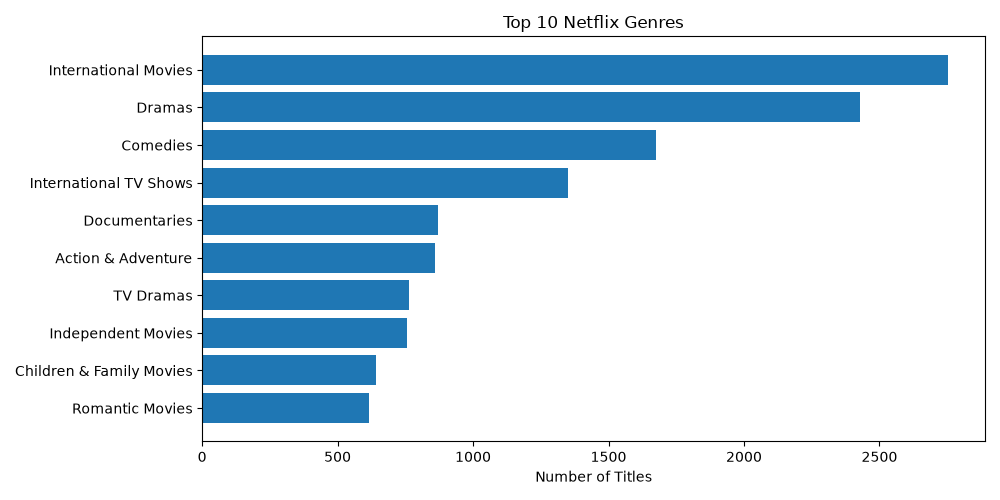 Top 10 Netflix Genres
International Movies
Dramas
Comedies
International TV Shows
Documentaries
Action & Adventure
TV Dramas
Independent Movies
Children & Family Movies
Romantic Movies
0 500 1000 1500 2000 2500
Number of Titles